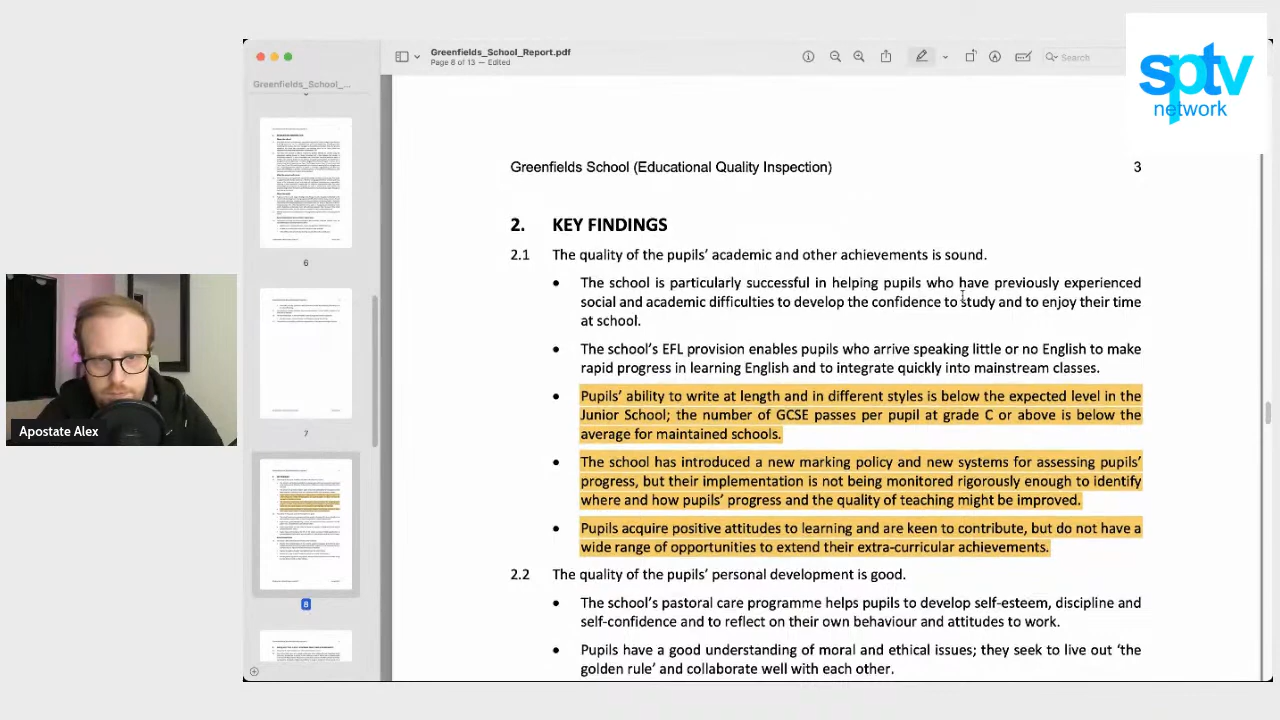 Greenfields_School_Report.pdf
Page 8 of 13 — Edited
Search
Greenfields_School_...
sptv
network
6
7
8
Apostate Alex
Greenfields School (Educational Quality Inspection) 3
2. KEY FINDINGS
2.1 The quality of the pupils' academic and other achievements is sound.
• The school is particularly successful in helping pupils who have previously experienced
social and academic problems to develop the confidence to study and to enjoy their time
at school.
• The school's EFL provision enables pupils who arrive speaking little or no English to make
rapid progress in learning English and to integrate quickly into mainstream classes.
• Pupils' ability to write at length and in different styles is below the expected level in the
Junior School; the number of GCSE passes per pupil at grade C or above is below the
average for maintained schools.
• The school has introduced a new marking policy and new systems for assessing pupils'
progress, but their implementation is not being monitored rigorously enough to identify
where and how pupils' progress and the quality of teaching might be improved.
• Pupils adopt positive attitudes to learning and are keen to contribute, but do not have a
wide range of opportunities to extend their extra-curricular achievements.
2.2 The quality of the pupils' personal development is good.
• The school's pastoral care programme helps pupils to develop self-esteem, discipline and
self-confidence and to reflect on their own behaviour and attitudes to work.
• Pupils have a good understanding of moral and ethical issues; they seek to live out 'the
golden rule' and collaborate well with each other.